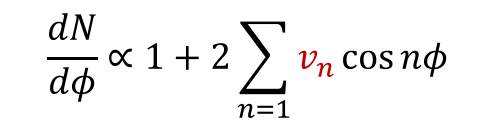 dN/dϕ ∝ 1 + 2 ∑_{n=1} v_n cos nϕ